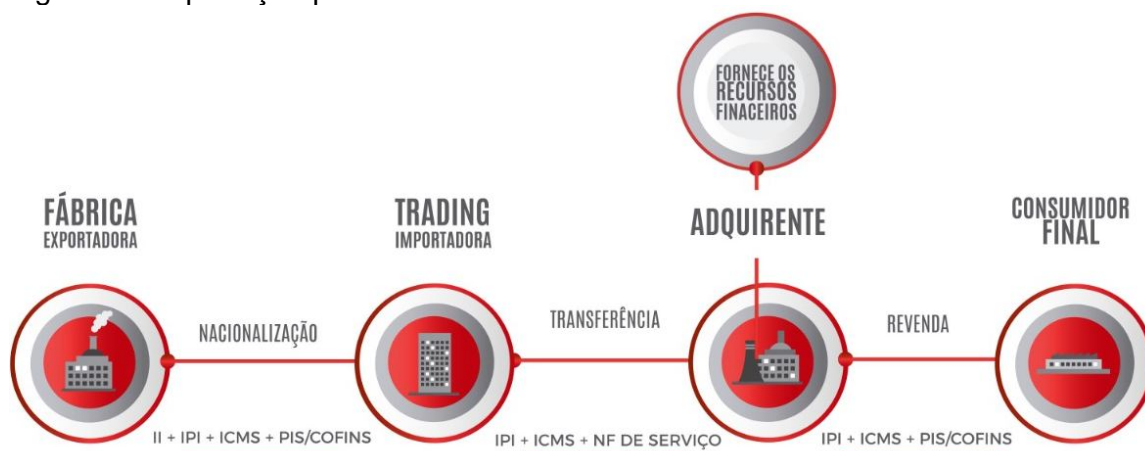 FORNECE OS
RECURSOS
FINACEIROS
FÁBRICA
EXPORTADORA
TRADING
IMPORTADORA
ADQUIRENTE
CONSUMIDOR
FINAL
NACIONALIZAÇÃO
TRANSFERÊNCIA
REVENDA
II + IPI + ICMS + PIS/COFINS
IPI + ICMS + NF DE SERVIÇO
IPI + ICMS + PIS/COFINS